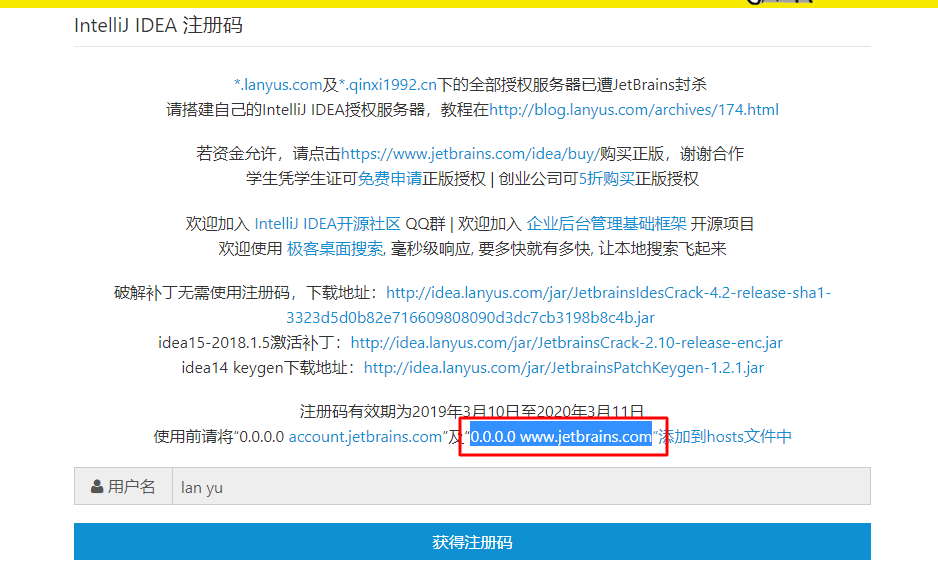 IntelliJ IDEA 注册码
*.lanyus.com及*.qinxi1992.cn下的全部授权服务器已遭JetBrains封杀
请搭建自己的IntelliJ IDEA授权服务器，教程在http://blog.lanyus.com/archives/174.html
若资金允许，请点击https://www.jetbrains.com/idea/buy/购买正版，谢谢合作
学生凭学生证可免费申请正版授权 | 创业公司可5折购买正版授权
欢迎加入 IntelliJ IDEA开源社区 QQ群 | 欢迎加入 企业后台管理基础框架 开源项目
欢迎使用 极客桌面搜索, 毫秒级响应, 要多快就有多快, 让本地搜索飞起来
破解补丁无需使用注册码，下载地址：http://idea.lanyus.com/jar/JetbrainsIdesCrack-4.2-release-sha1-
3323d5d0b82e716609808090d3dc7cb3198b8c4b.jar
idea15-2018.1.5激活补丁：http://idea.lanyus.com/jar/JetbrainsCrack-2.10-release-enc.jar
idea14 keygen下载地址：http://idea.lanyus.com/jar/JetbrainsPatchKeygen-1.2.1.jar
注册码有效期为2019年3月10日至2020年3月11日
使用前请将“0.0.0.0 account.jetbrains.com”及“0.0.0.0 www.jetbrains.com”添加到hosts文件中
用户名 lan yu
获得注册码